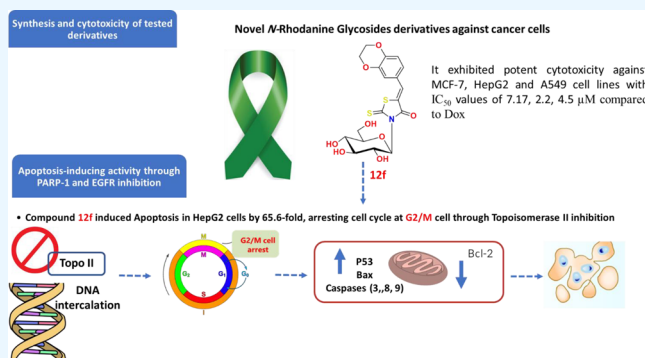 Synthesis and cytotoxicity of tested
derivatives
Novel N-Rhodanine Glycosides derivatives against cancer cells
O
O
S
S
N
O
OH
HO
HO
O
OH
12f
It exhibited potent cytotoxicity against
MCF-7, HepG2 and A549 cell lines with
IC50 values of 7.17, 2.2, 4.5 µM compared
to Dox
Apoptosis-inducing activity through
PARP-1 and EGFR inhibition
▪ Compound 12f induced Apoptosis in HepG2 cells by 65.6-fold, arresting cell cycle at G2/M cell through Topoisomerase II inhibition
Topo II
DNA
intercalation
G2/M cell
arrest
M
M
G2
G1
G0
S
I
P53
Bax
Caspases (3,,8, 9)
Bcl-2